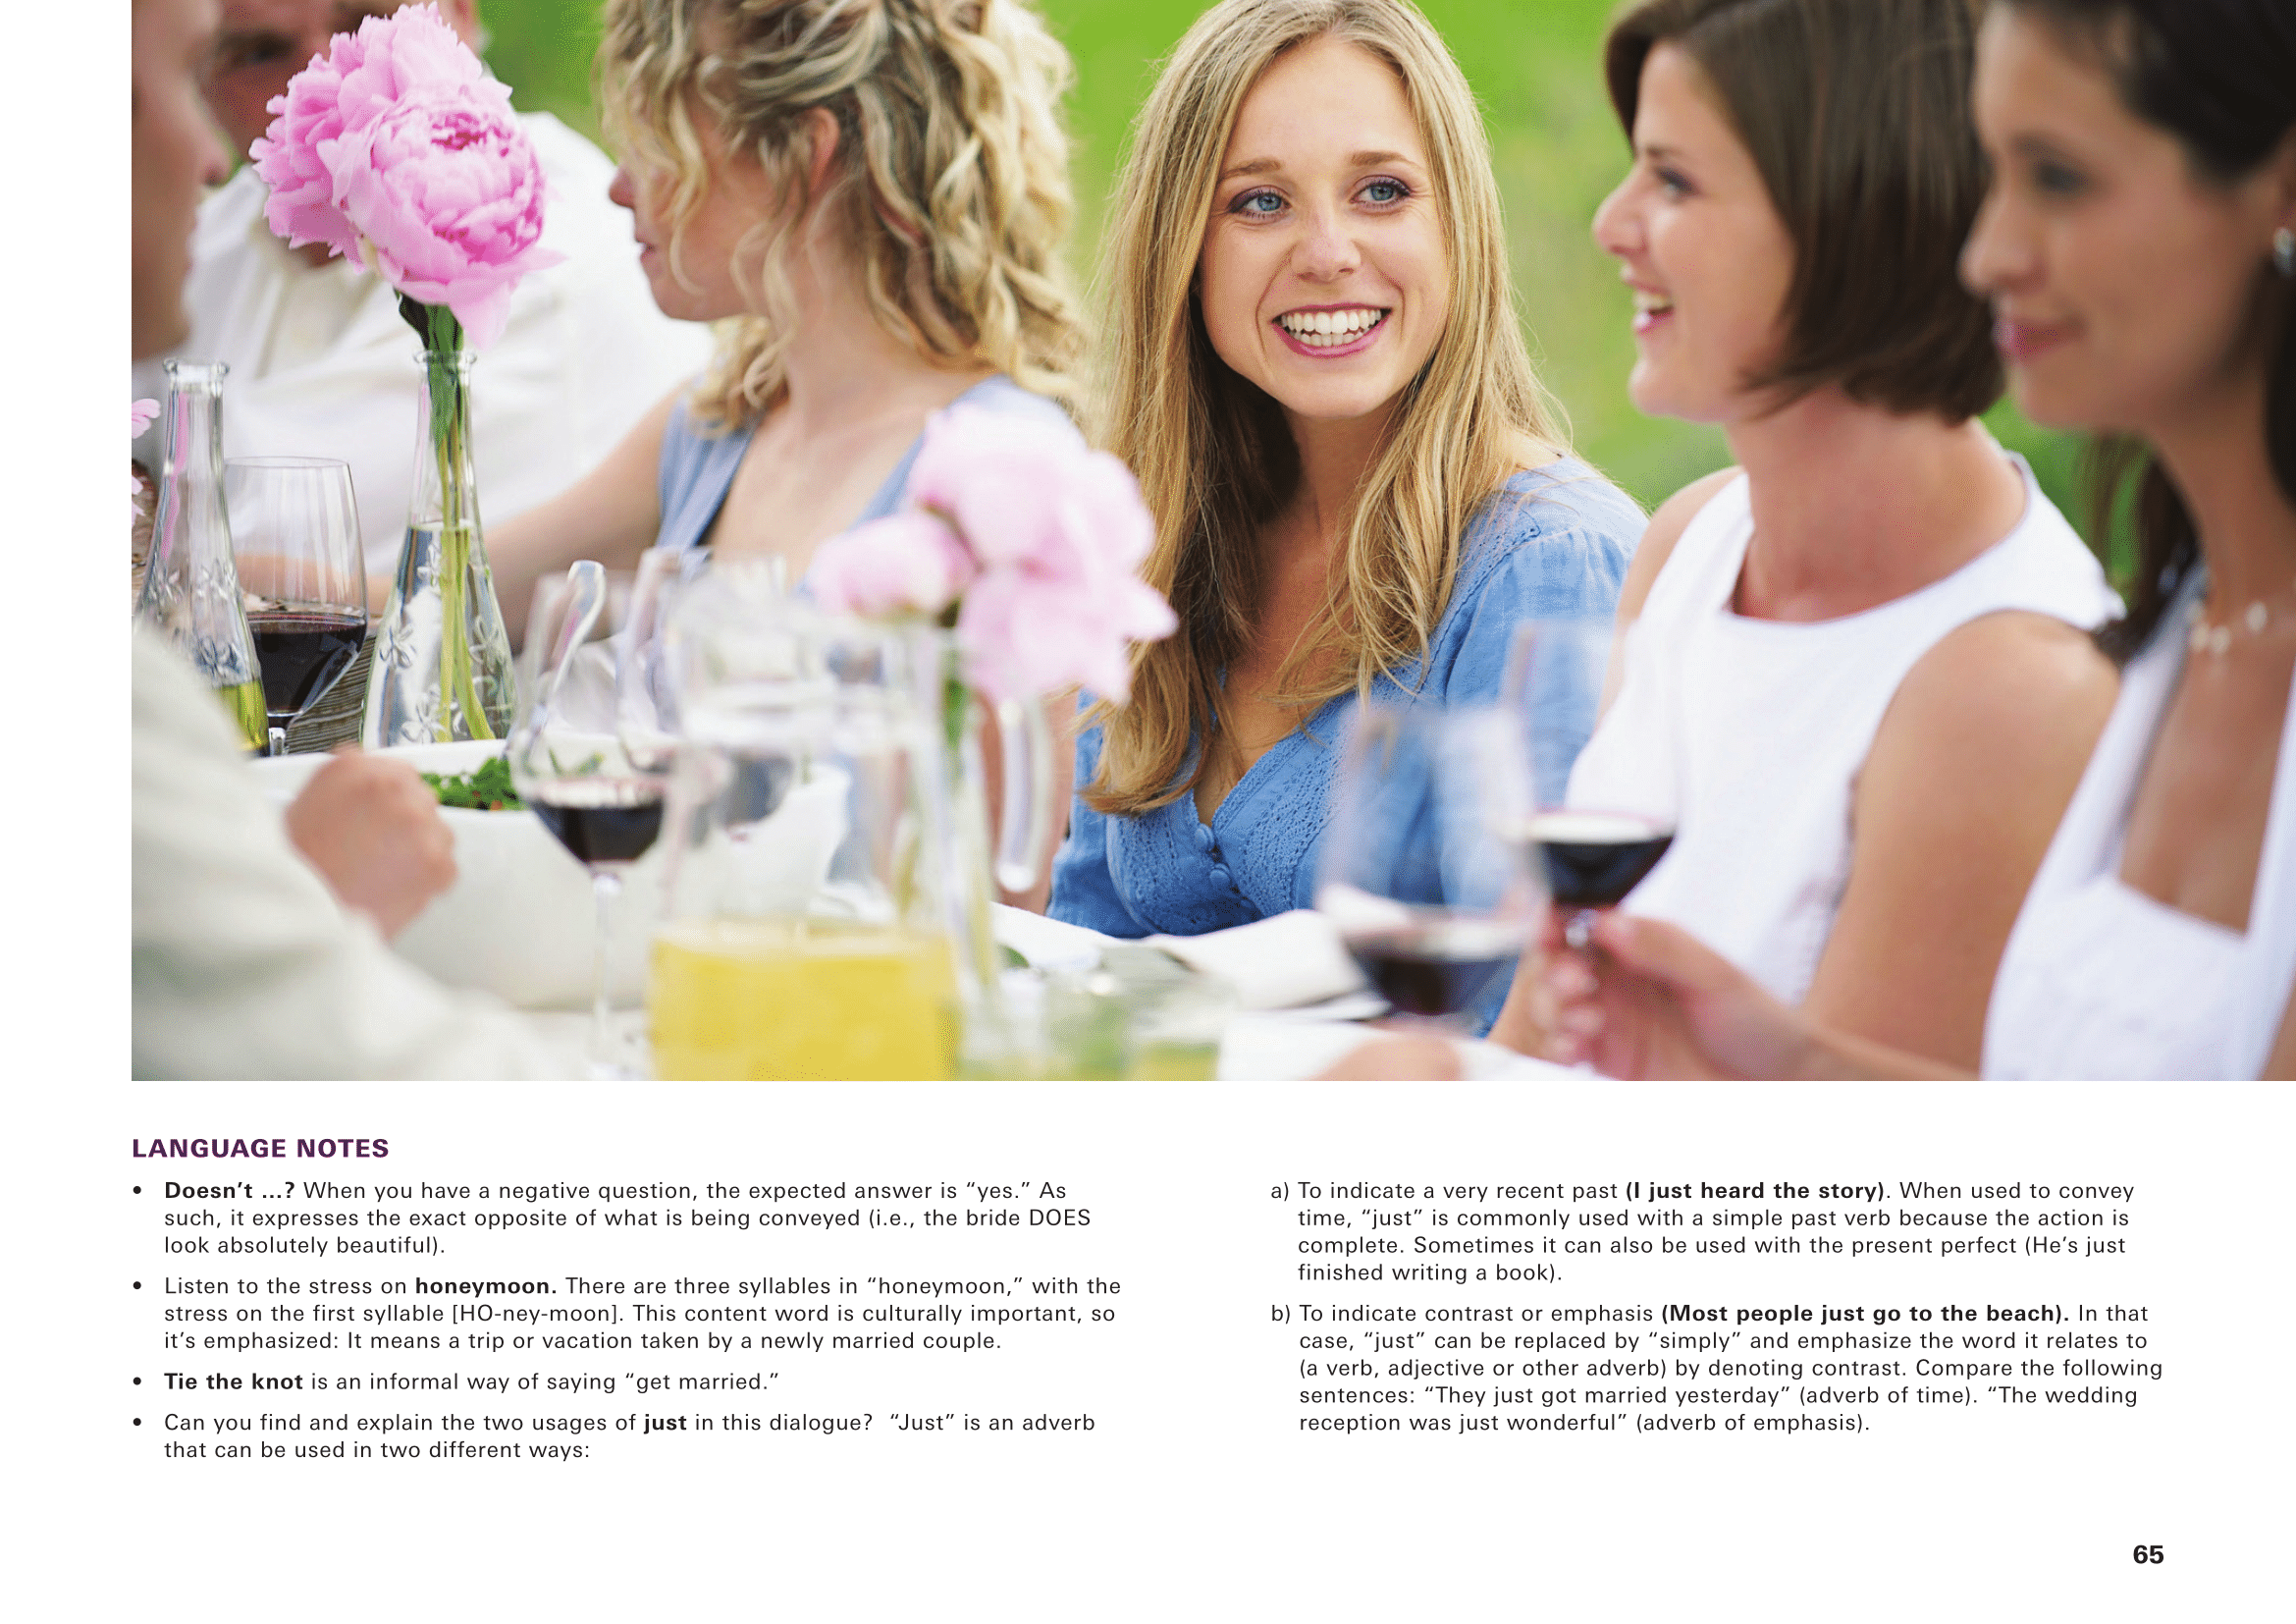 LANGUAGE NOTES
• Doesn’t ...? When you have a negative question, the expected answer is “yes.” As
such, it expresses the exact opposite of what is being conveyed (i.e., the bride DOES
look absolutely beautiful).
• Listen to the stress on honeymoon. There are three syllables in “honeymoon,” with the
stress on the first syllable [HO-ney-moon]. This content word is culturally important, so
it’s emphasized: It means a trip or vacation taken by a newly married couple.
• Tie the knot is an informal way of saying “get married.”
• Can you find and explain the two usages of just in this dialogue?  “Just” is an adverb
that can be used in two different ways:
a) To indicate a very recent past (I just heard the story). When used to convey
time, “just” is commonly used with a simple past verb because the action is
complete. Sometimes it can also be used with the present perfect (He’s just
finished writing a book).
b) To indicate contrast or emphasis (Most people just go to the beach). In that
case, “just” can be replaced by “simply” and emphasize the word it relates to
(a verb, adjective or other adverb) by denoting contrast. Compare the following
sentences: “They just got married yesterday” (adverb of time). “The wedding
reception was just wonderful” (adverb of emphasis).
65